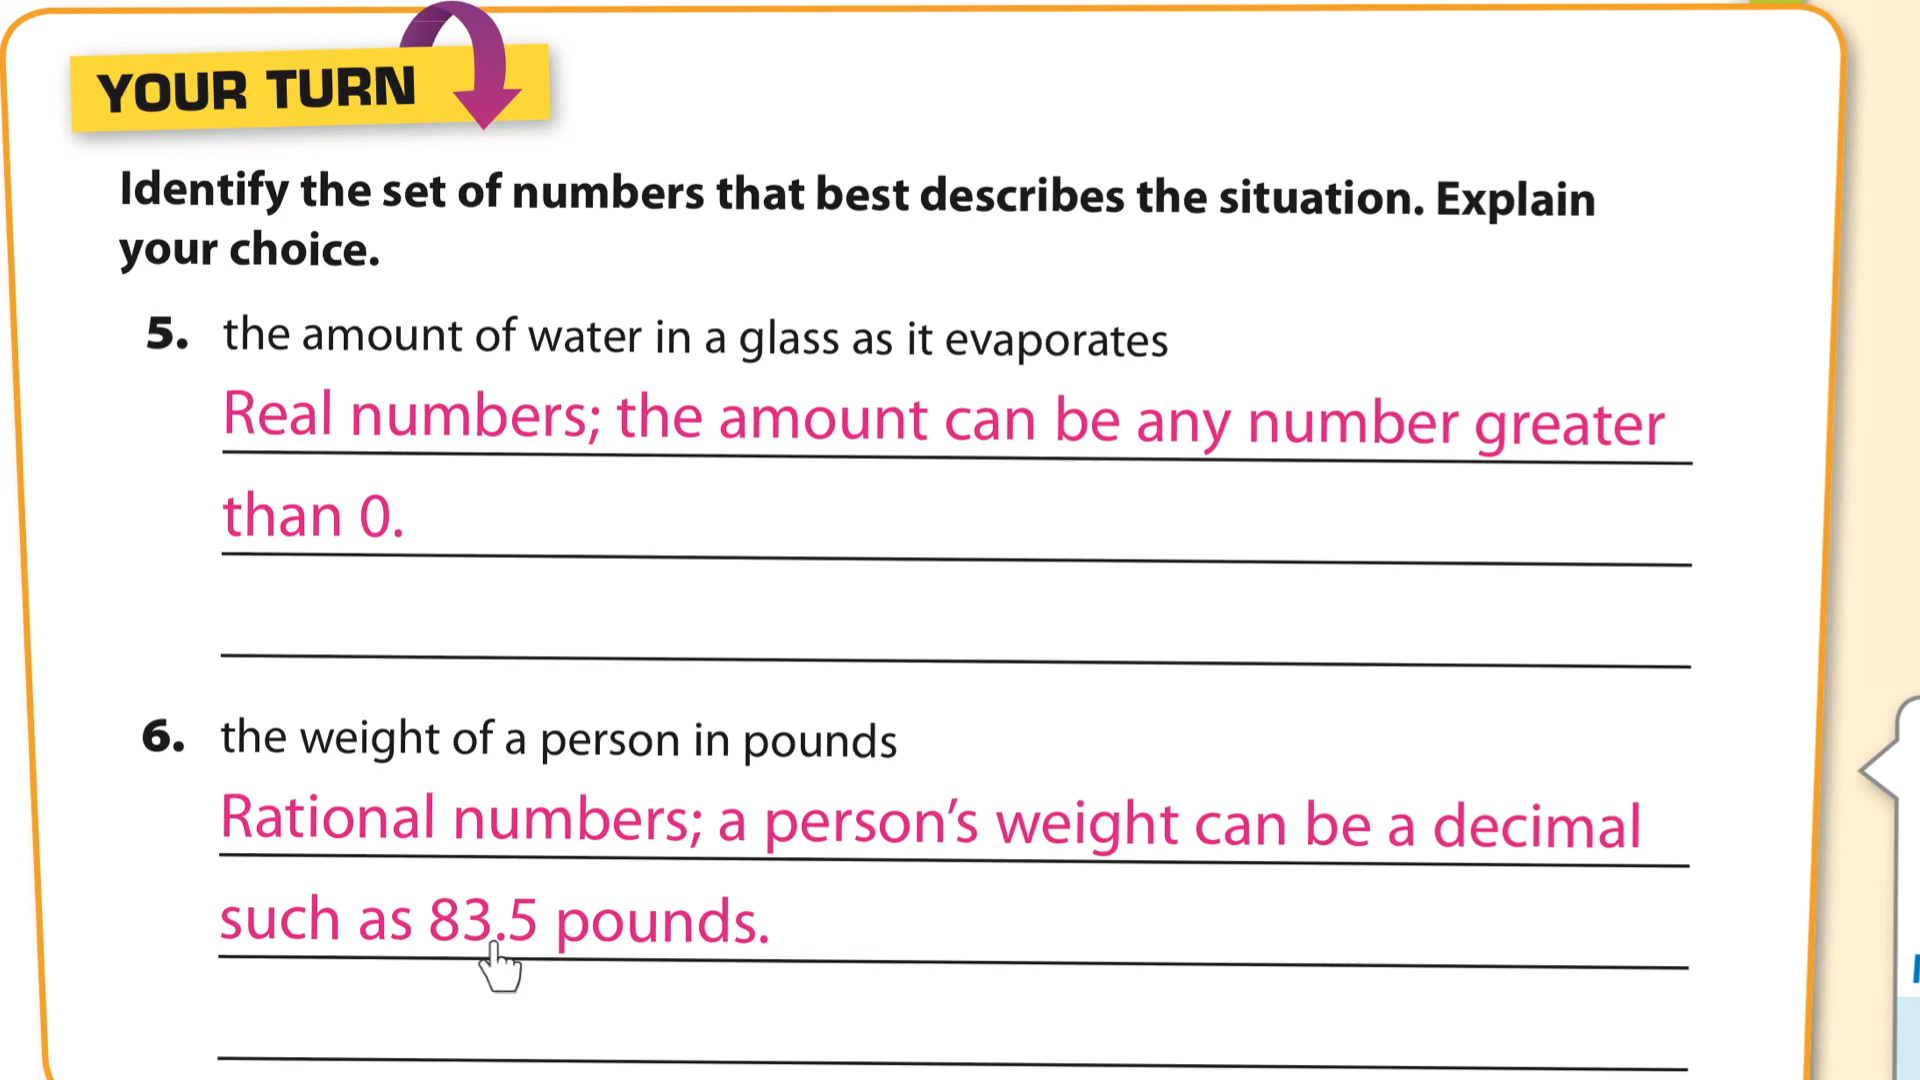 YOUR TURN
Identify the set of numbers that best describes the situation. Explain
your choice.
5. the amount of water in a glass as it evaporates
Real numbers; the amount can be any number greater
than 0.
6. the weight of a person in pounds
Rational numbers; a person's weight can be a decimal
such as 83.5 pounds.